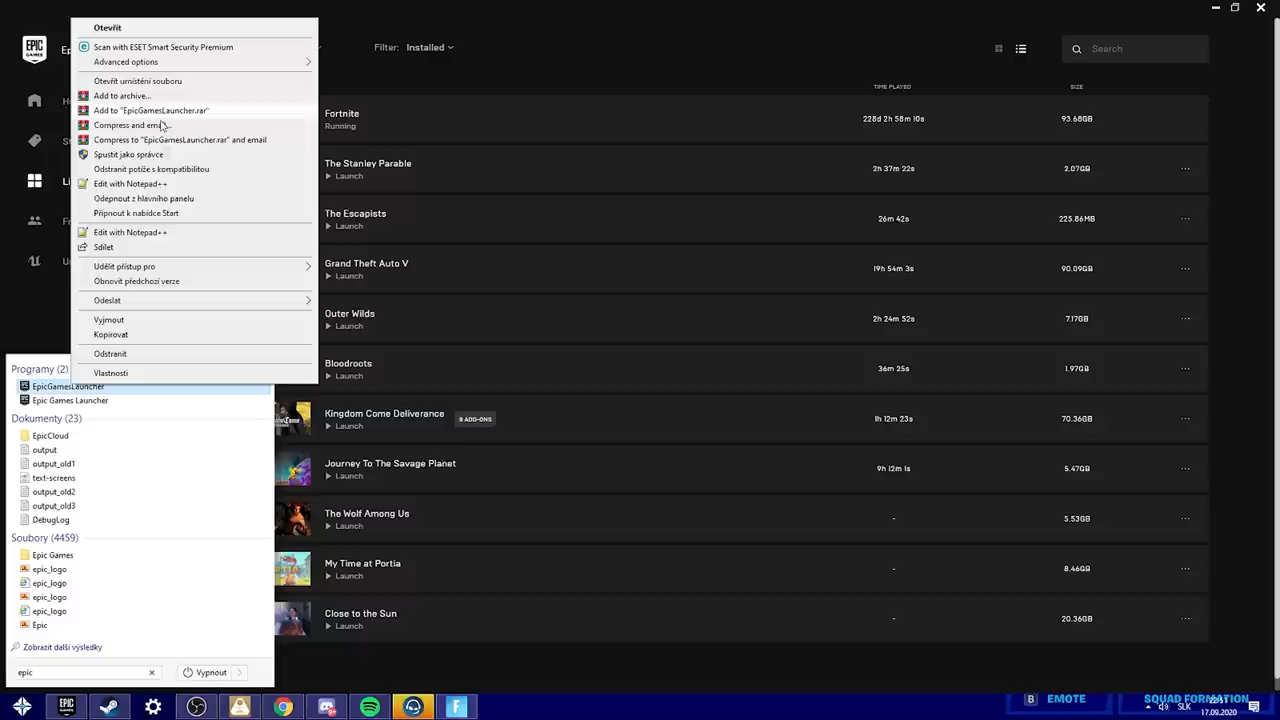 Otevřít
Scan with ESET Smart Security Premium
Advanced options
Otevřít umístění souboru
Add to archive...
Add to "EpicGamesLauncher.rar"
Compress and email...
Compress to "EpicGamesLauncher.rar" and email
Spustit jako správce
Odstranit potíže s kompatibilitou
Edit with Notepad++
Odepnout z hlavního panelu
Připnout k nabídce Start
Edit with Notepad++
Sdílet
Udělit přístup pro
Obnovit předchozí verze
Odeslat
Vyjmout
Kopírovat
Odstranit
Vlastnosti
EPIC GAMES
Filter: Installed
Search
TIME PLAYED SIZE
Fortnite
Running
228d 2h 58m 10s 93.68GB
The Stanley Parable
Launch
2h 37m 22s 2.07GB
The Escapists
Launch
26m 42s 225.86MB
Grand Theft Auto V
Launch
19h 54m 3s 90.09GB
Outer Wilds
Launch
2h 24m 52s 7.17GB
Bloodroots
Launch
36m 25s 1.97GB
Kingdom Come Deliverance 8 ADD-ONS
Launch
1h 12m 23s 70.36GB
Journey To The Savage Planet
Launch
9h 12m 1s 5.47GB
The Wolf Among Us
Launch
- 5.53GB
My Time at Portia
Launch
- 8.46GB
Close to the Sun
Launch
- 20.36GB
Programy (2)
EpicGamesLauncher
Epic Games Launcher
Dokumenty (23)
EpicCloud
output
output_old1
text-screens
output_old2
output_old3
DebugLog
Soubory (4459)
Epic Games
epic_logo
epic_logo
epic_logo
epic_logo
Epic
Zobrazit další výsledky
epic
Vypnout
EPIC GAMES
B EMOTE
SQUAD FORMATION
SLK
17.09.2020